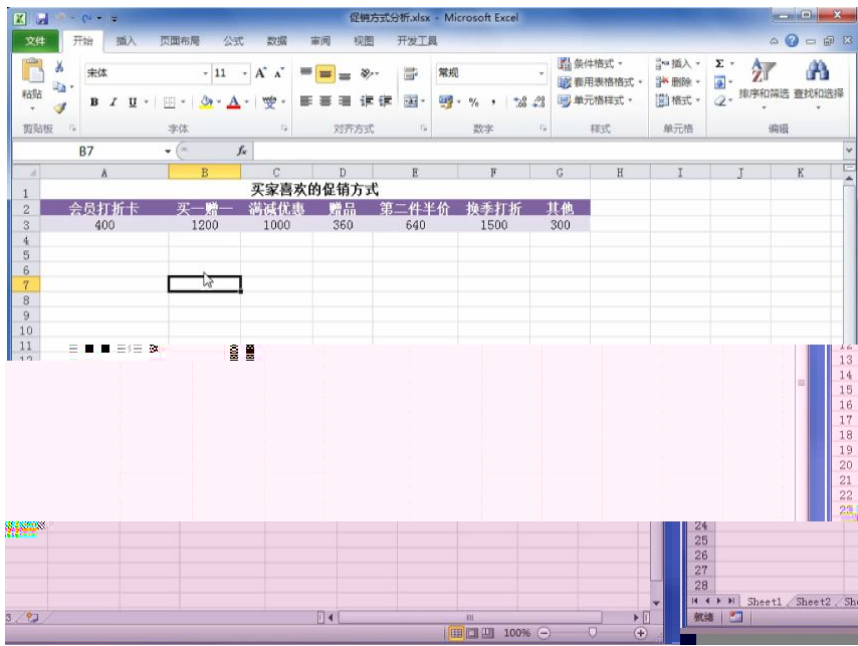 促销方式分析.xlsx - Microsoft Excel
文件 开始 插入 页面布局 公式 数据 审阅 视图 开发工具
宋体 11 A A 常规 条件格式 插入 Σ
粘贴 套用表格格式 删除
B I U A % , 单元格样式 格式 排序和筛选 查找和选择
剪贴板 字体 对齐方式 数字 样式 单元格 编辑
B7 fx
A B C D E F G H I J K
1 买家喜欢的促销方式
2 会员打折卡 买一赠一 满减优惠 赠品 第二件半价 换季打折 其他
3 400 1200 1000 360 640 1500 300
4
5
6
7
8
9
10
11
12
13
14
15
16
17
18
19
20
21
22
23
24
25
26
27
28
Sheet1 Sheet2 Sh
3 就绪
100%